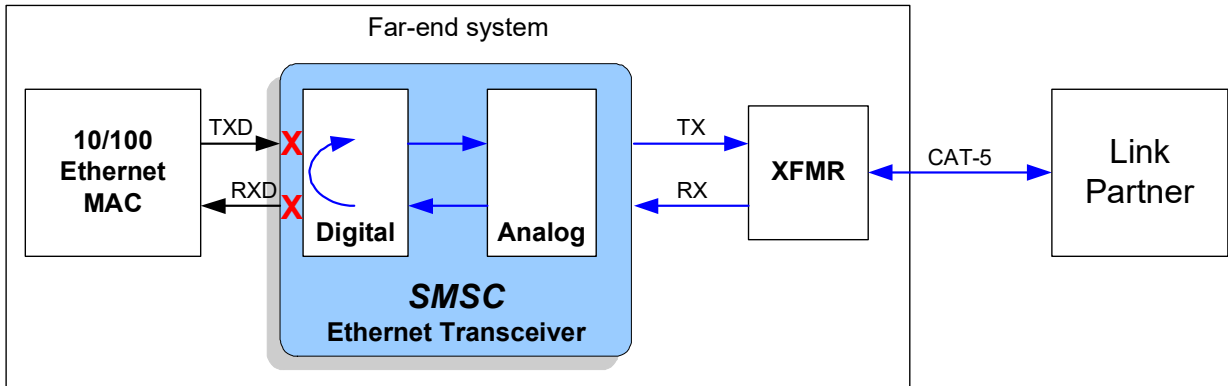 Far-end system
10/100
Ethernet
MAC
TXD
RXD
X
X
Digital
Analog
SMSC
Ethernet Transceiver
TX
RX
XFMR
CAT-5
Link
Partner